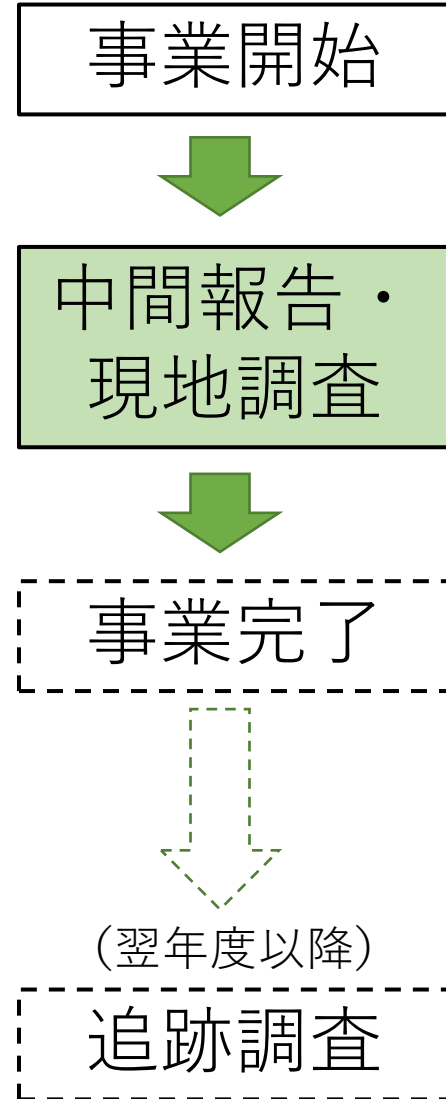 事業開始
中間報告・
現地調査
事業完了
（翌年度以降）
追跡調査